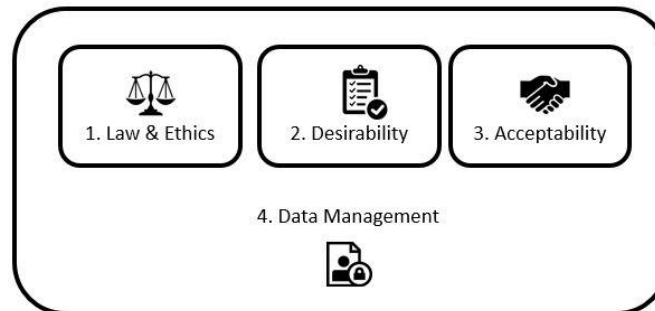 1. Law & Ethics
2. Desirability
3. Acceptability
4. Data Management